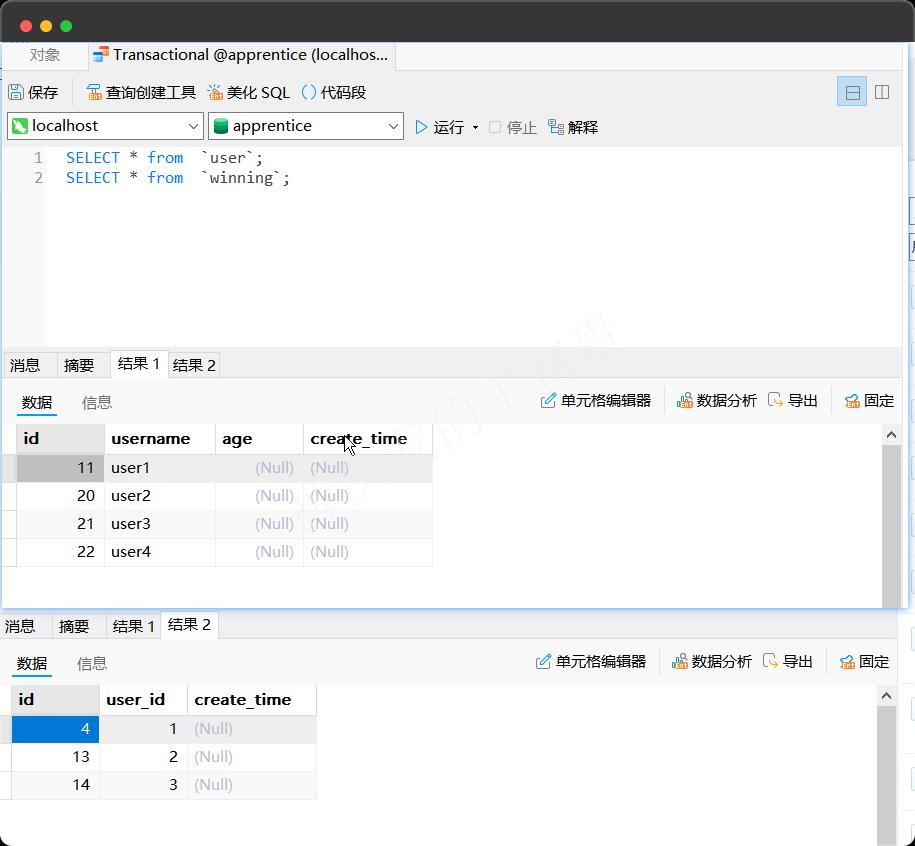 对象 Transactional @apprentice (localhos...
保存 查询创建工具 美化 SQL () 代码段
localhost apprentice 运行 停止 解释
1 SELECT * from `user`;
2 SELECT * from `winning`;
消息 摘要 结果 1 结果 2
数据 信息 单元格编辑器 数据分析 导出 固定
id username age create_time
11 user1 (Null) (Null)
20 user2 (Null) (Null)
21 user3 (Null) (Null)
22 user4 (Null) (Null)
消息 摘要 结果 1 结果 2
数据 信息 单元格编辑器 数据分析 导出 固定
id user_id create_time
4 1 (Null)
13 2 (Null)
14 3 (Null)